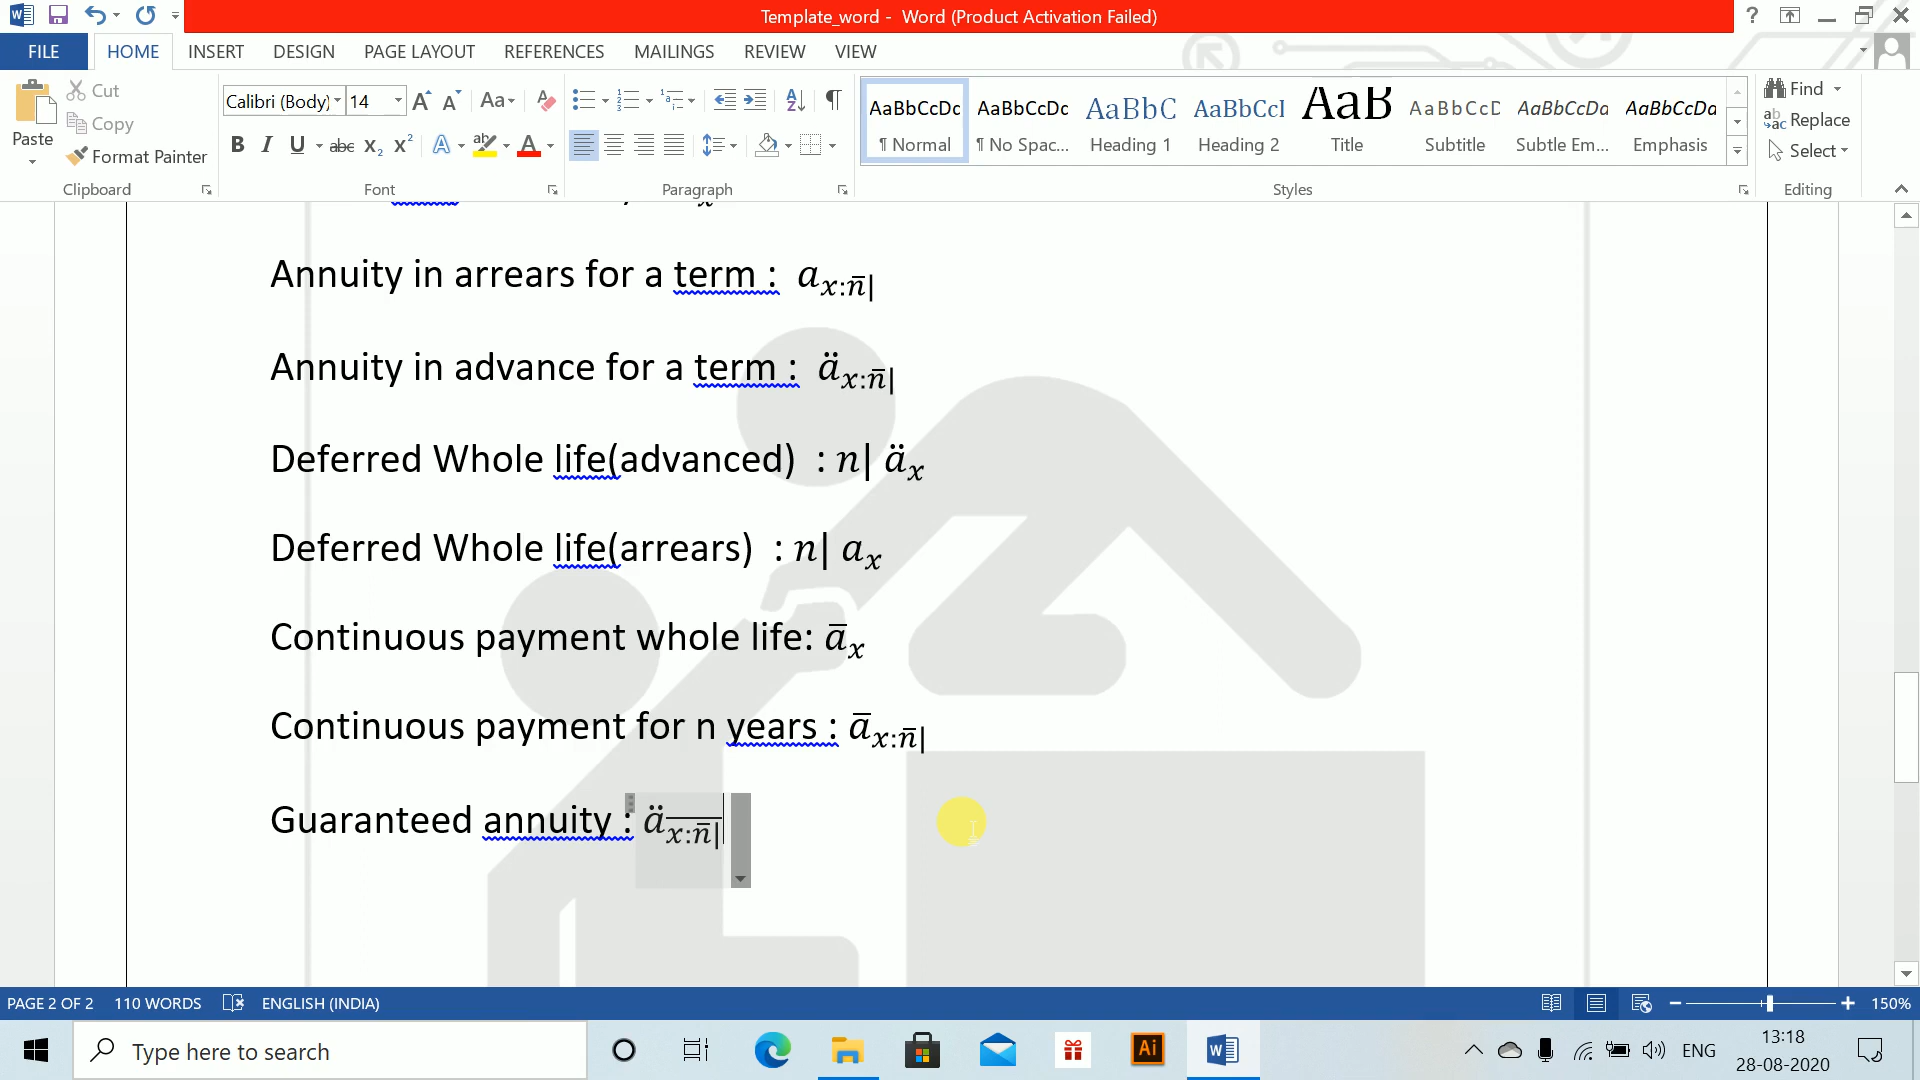 Template_word - Word (Product Activation Failed)
FILE HOME INSERT DESIGN PAGE LAYOUT REFERENCES MAILINGS REVIEW VIEW
Paste
Cut
Copy
Format Painter
Clipboard
Calibri (Body) 14
Font
Paragraph
AaBbCcDc AaBbCcDc AaBbC AaBbCcI AaB AaBbCcD AaBbCcDa AaBbCcDa
¶ Normal ¶ No Spac... Heading 1 Heading 2 Title Subtitle Subtle Em... Emphasis
Styles
Find
Replace
Select
Editing
Annuity in arrears for a term : a_{x:n̅|}
Annuity in advance for a term : ä_{x:n̅|}
Deferred Whole life(advanced) : n| ä_x
Deferred Whole life(arrears) : n| a_x
Continuous payment whole life: a̅_x
Continuous payment for n years : a̅_{x:n̅|}
Guaranteed annuity : ä_{\overline{x:n̅|}}
PAGE 2 OF 2 110 WORDS ENGLISH (INDIA) 150%
Type here to search
ENG
13:18
28-08-2020